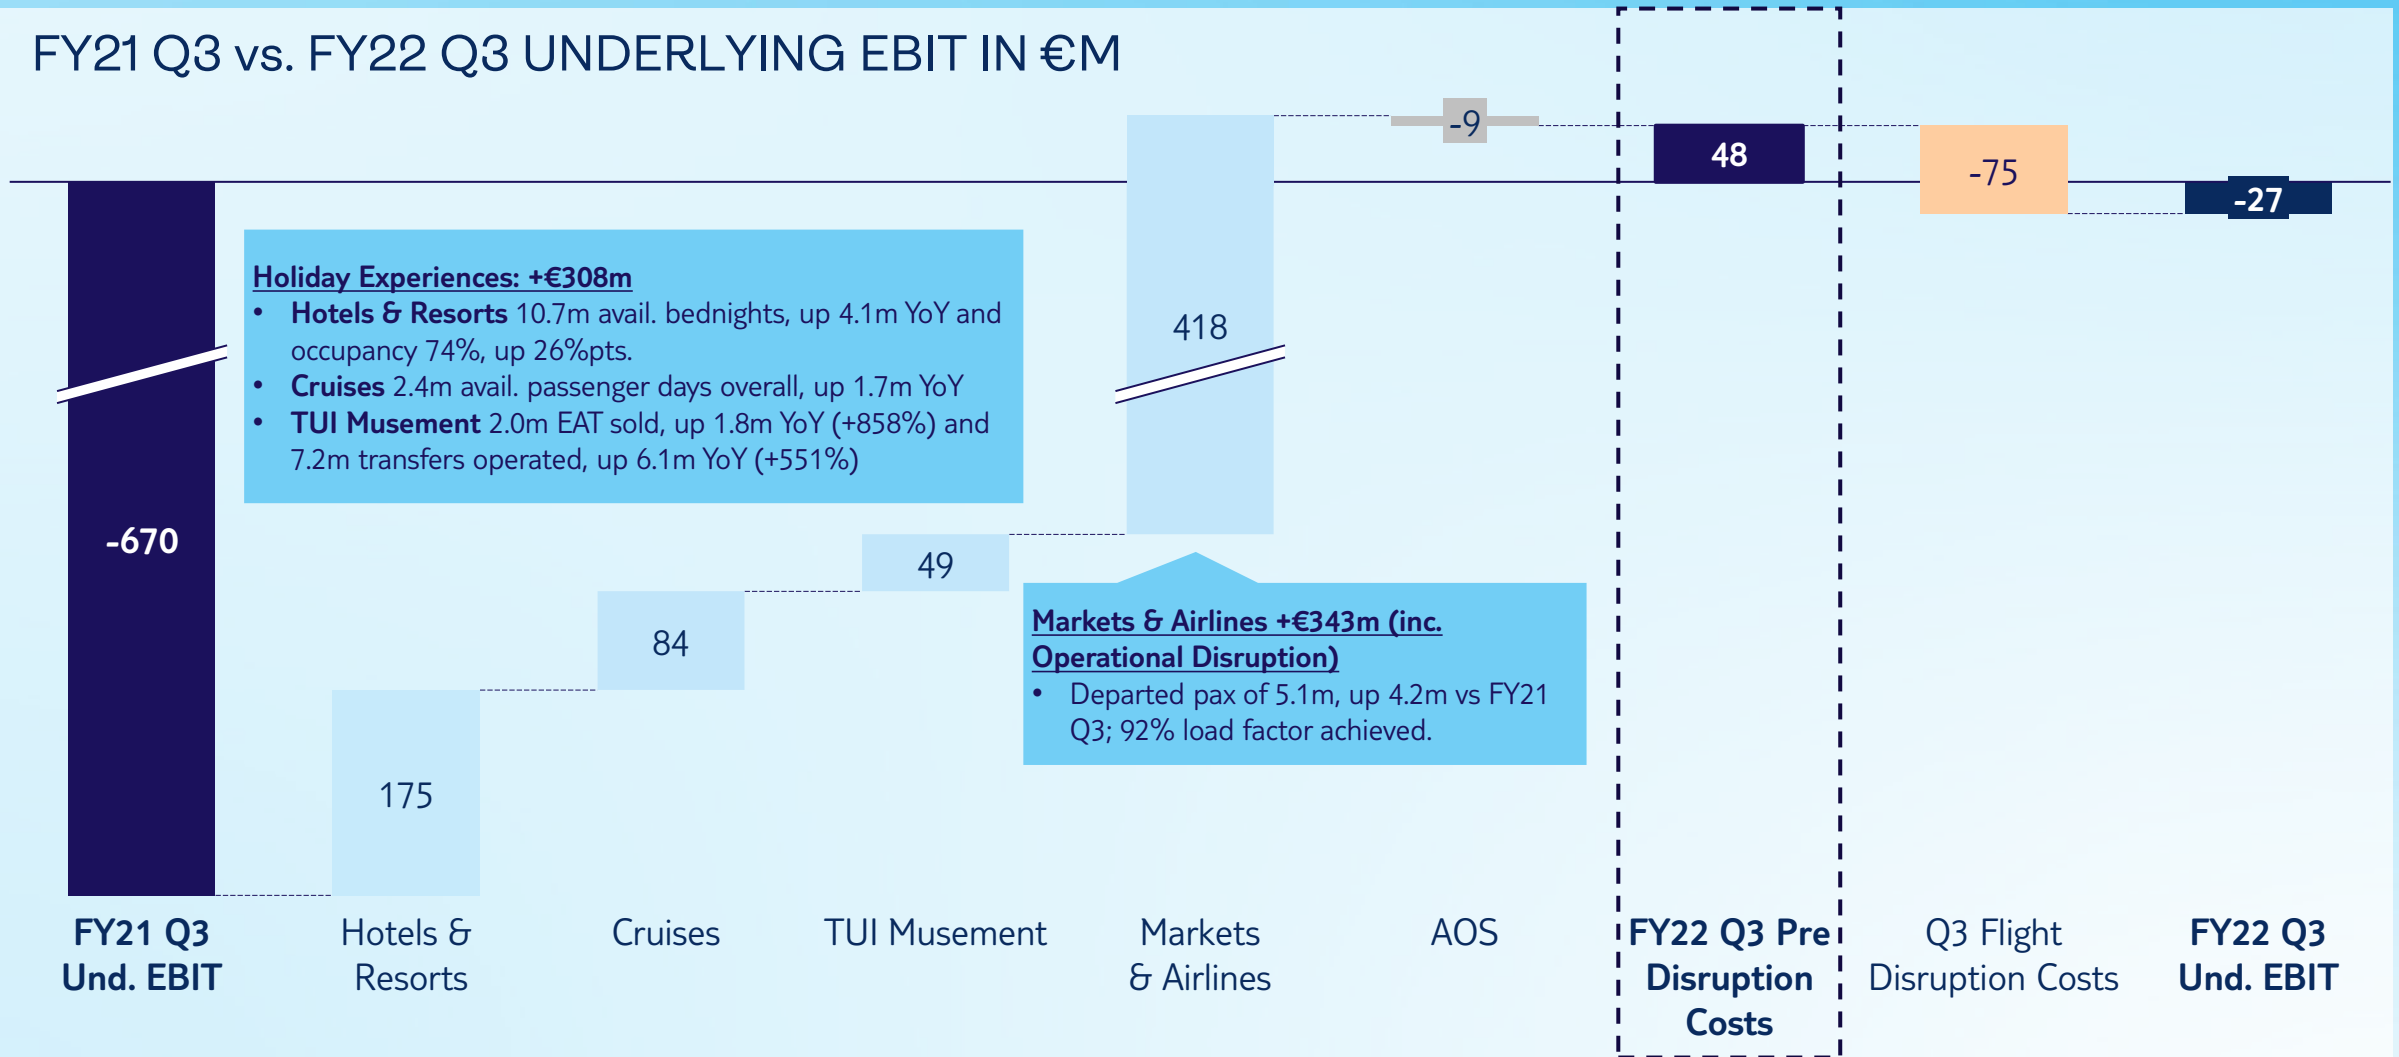 FY21 Q3 vs. FY22 Q3 UNDERLYING EBIT IN €M
-9
48
-75
-27
Holiday Experiences: +€308m
• Hotels & Resorts 10.7m avail. bednights, up 4.1m YoY and
occupancy 74%, up 26%pts.
• Cruises 2.4m avail. passenger days overall, up 1.7m YoY
• TUI Musement 2.0m EAT sold, up 1.8m YoY (+858%) and
7.2m transfers operated, up 6.1m YoY (+551%)
418
-670
49
84
175
Markets & Airlines +€343m (inc.
Operational Disruption)
• Departed pax of 5.1m, up 4.2m vs FY21
Q3; 92% load factor achieved.
FY21 Q3
Und. EBIT
Hotels &
Resorts
Cruises
TUI Musement
Markets
& Airlines
AOS
FY22 Q3 Pre
Disruption
Costs
Q3 Flight
Disruption Costs
FY22 Q3
Und. EBIT